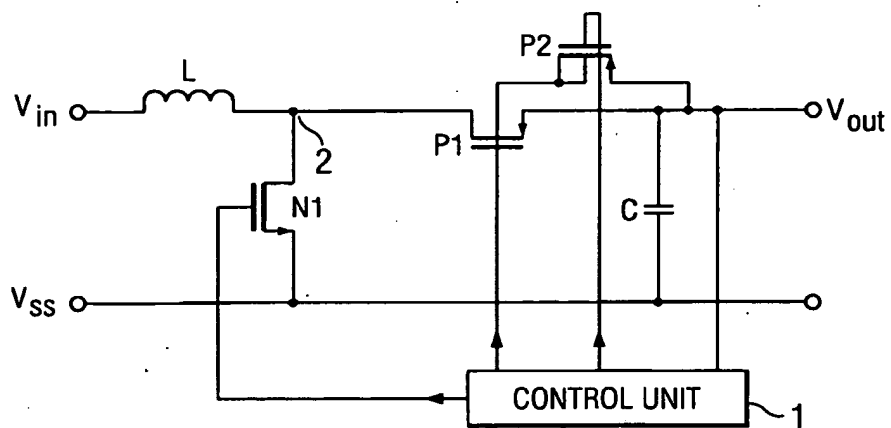 P2
L
V_in
V_out
P1
2
N1
C
V_SS
CONTROL UNIT
1